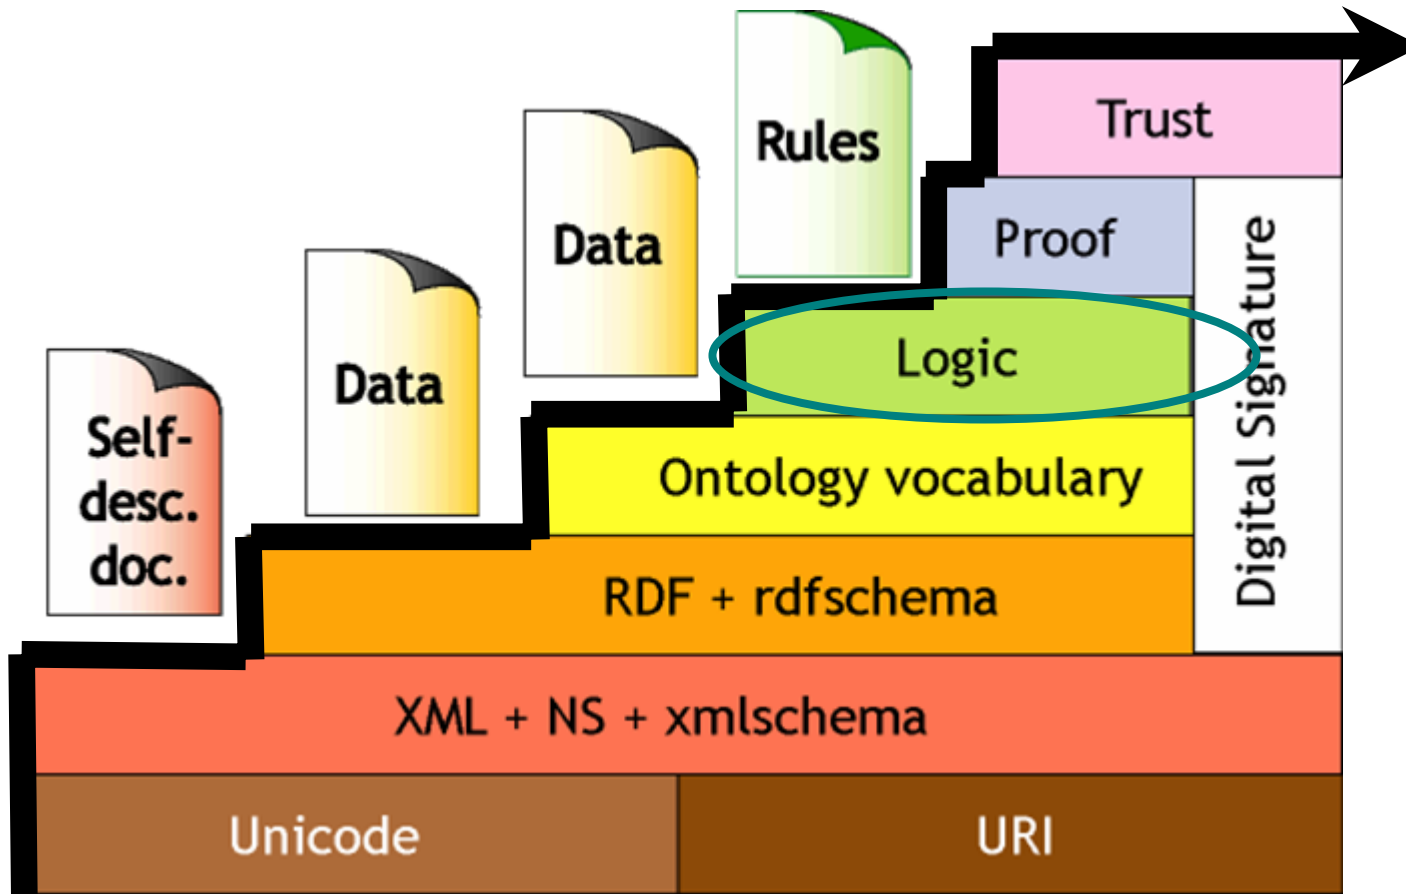 Rules
Trust
Data
Proof
Data
Logic
Self-
desc.
doc.
Ontology vocabulary
Digital Signature
RDF + rdfschema
XML + NS + xmlschema
Unicode
URI